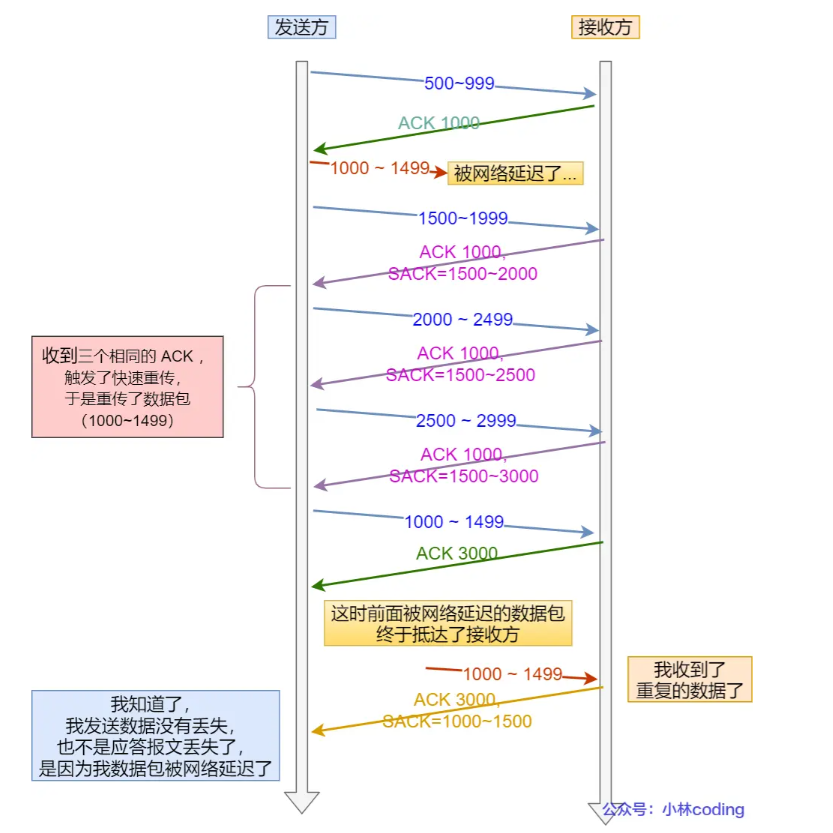 发送方
接收方
500~999
ACK 1000
1000 ~ 1499
被网络延迟了...
1500~1999
ACK 1000,
SACK=1500~2000
2000 ~ 2499
收到三个相同的 ACK ，
触发了快速重传，
于是重传了数据包
（1000~1499）
ACK 1000,
SACK=1500~2500
2500 ~ 2999
ACK 1000,
SACK=1500~3000
1000 ~ 1499
ACK 3000
这时前面被网络延迟的数据包
终于抵达了接收方
1000 ~ 1499
我收到了
重复的数据了
ACK 3000,
SACK=1000~1500
我知道了，
我发送数据没有丢失，
也不是应答报文丢失了，
是因为我数据包被网络延迟了
公众号：小林coding